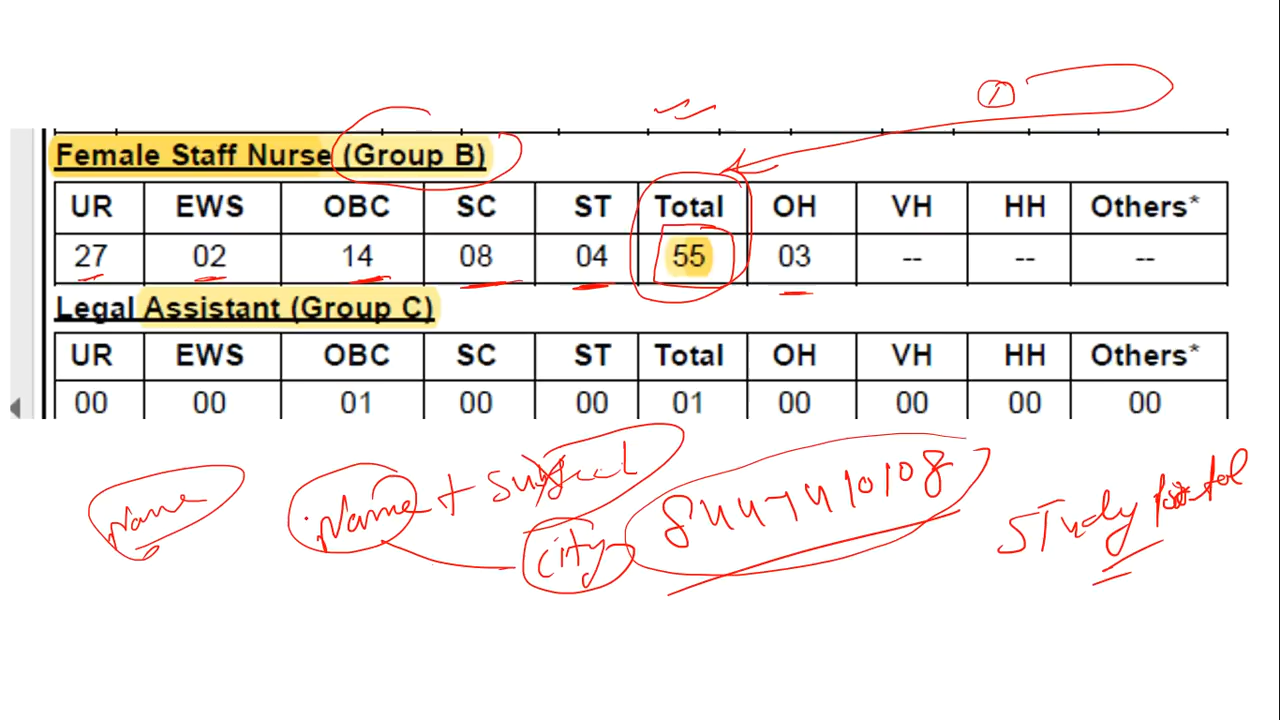 ①
Female Staff Nurse (Group B)
UR EWS OBC SC ST Total OH VH HH Others*
27 02 14 08 04 55 03 -- -- --
Legal Assistant (Group C)
UR EWS OBC SC ST Total OH VH HH Others*
00 00 01 00 00 01 00 00 00 00
Name Name + Subject
city
Study Portal